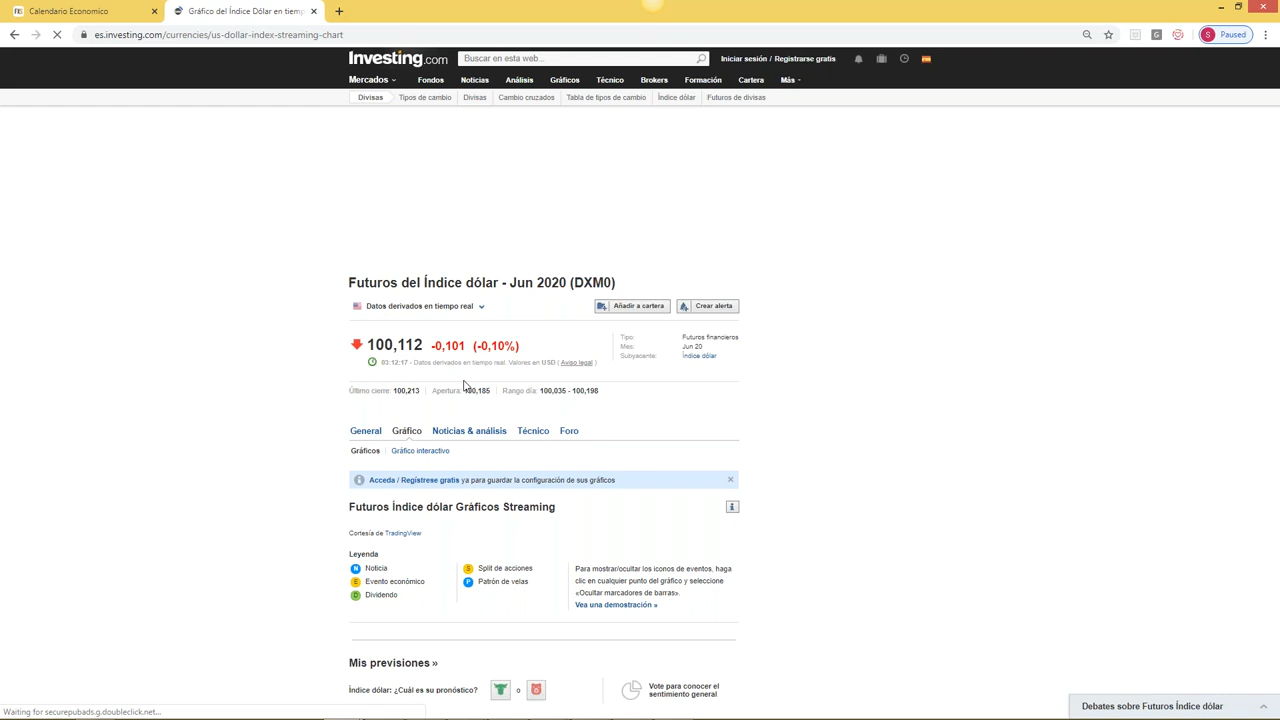 Calendario Economico
Gráfico del Índice Dólar en tiemp
es.investing.com/currencies/us-dollar-index-streaming-chart
S Paused
Investing.com
Buscar en esta web...
Iniciar sesión / Registrarse gratis
Mercados Fondos Noticias Análisis Gráficos Técnico Brokers Formación Cartera Más
Divisas Tipos de cambio Divisas Cambio cruzados Tabla de tipos de cambio Índice dólar Futuros de divisas
Futuros del Índice dólar - Jun 2020 (DXM0)
Datos derivados en tiempo real
Añadir a cartera
Crear alerta
100,112 -0,101 (-0,10%)
03:12:17 - Datos derivados en tiempo real. Valores en USD ( Aviso legal )
Tipo: Futuros financieros
Mes: Jun 20
Subyacente: Índice dólar
Último cierre: 100,213 Apertura: 100,185 Rango día: 100,035 - 100,198
General Gráfico Noticias & análisis Técnico Foro
Gráficos Gráfico interactivo
Acceda / Regístrese gratis ya para guardar la configuración de sus gráficos
Futuros Índice dólar Gráficos Streaming
Cortesía de TradingView
Leyenda
N Noticia
E Evento económico
D Dividendo
S Split de acciones
P Patrón de velas
Para mostrar/ocultar los iconos de eventos, haga
clic en cualquier punto del gráfico y seleccione
«Ocultar marcadores de barras».
Vea una demostración »
Mis previsiones »
Índice dólar: ¿Cuál es su pronóstico? o
Vote para conocer el
sentimiento general
Debates sobre Futuros Índice dólar
Waiting for securepubads.g.doubleclick.net...